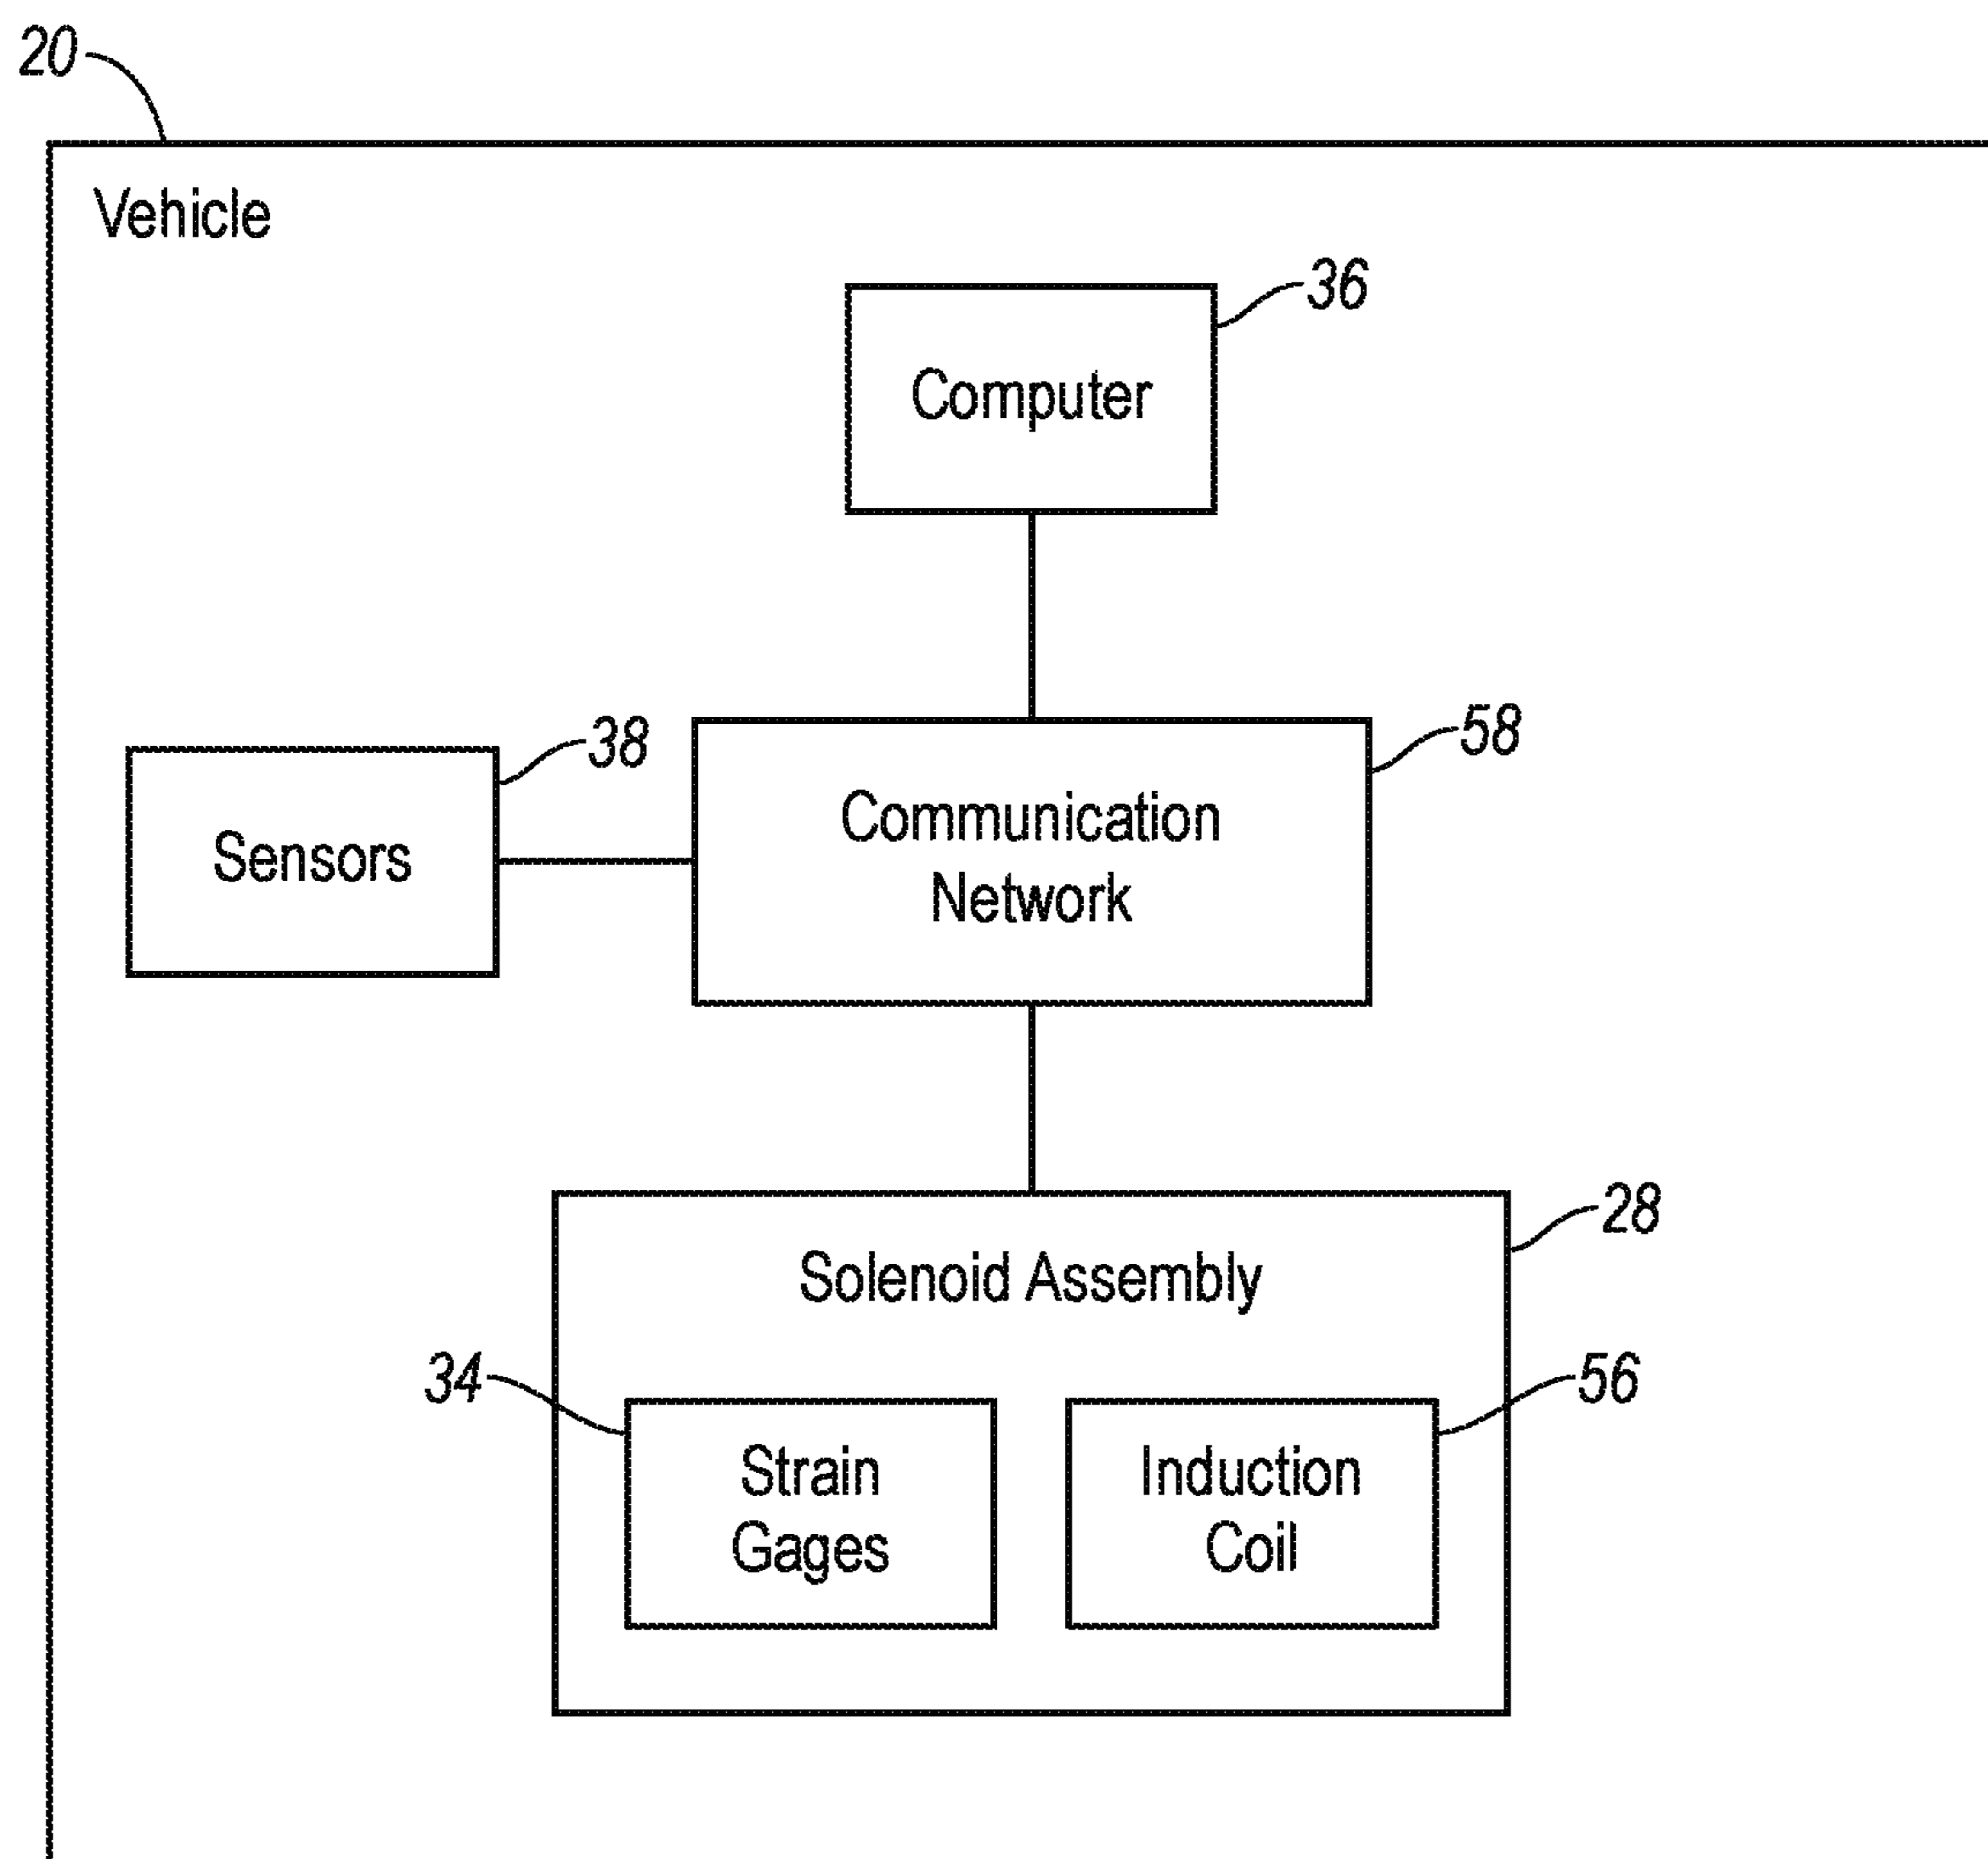 20
Vehicle
36
Computer
38
58
Sensors
Communication
Network
28
Solenoid Assembly
34
56
Strain
Gages
Induction
Coil